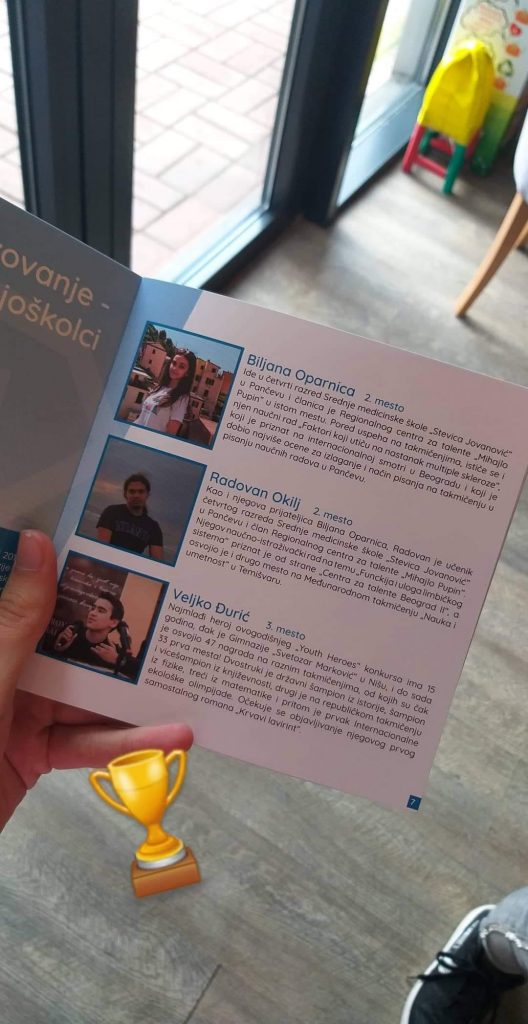 ovanje -
joškolci
Biljana Oparnica 2. mesto
Ide u četvrti razred Srednje medicinske škole „Stevica Jovanović"
u Pančevu i članica je Regionalnog centra za talente „Mihajlo
Pupin" u istom mestu. Pored uspeha na takmičenjima, ističe se i
njen naučni rad „Faktori koji utiču na nastanak multiple skleroze",
koji je priznat na internacionalnoj smotri u Beogradu i koji je
dobio najviše ocene za izlaganje i način pisanja na takmičenju u
pisanju naučnih radova u Pančevu.
Radovan Okilj 2. mesto
Kao i njegova prijateljica Biljana Oparnica, Radovan je učenik
četvrtog razreda Srednje medicinske škole „Stevica Jovanović"
u Pančevu i član Regionalnog centra za talente „Mihajlo Pupin".
Njegov naučno-istraživački rad na temu „Funckija i uloga limbičkog
sistema" priznat je od strane „Centra za talente Beograd II", a
osvojio je i drugo mesto na Međunarodnom takmičenju „Nauka i
umetnost" u Temišvaru.
Veljko Đurić 3. mesto
Najmlađi heroj ovogodišnjeg „Youth Heroes" konkursa ima 15
godina, đak je Gimnazije „Svetozar Marković" u Nišu, i do sada
je osvojio 47 nagrada na raznim takmičenjima, od kojih su čak
33 prva mesta! Dvostruki je državni šampion iz istorije, šampion
i vicešampion iz književnosti, drugi je na republičkom takmičenju
iz fizike, treći iz matematike i pritom je prvak Internacionalne
ekološke olimpijade. Očekuje se objavljivanje njegovog prvog
samostalnog romana „Krvavi lavirint".
7